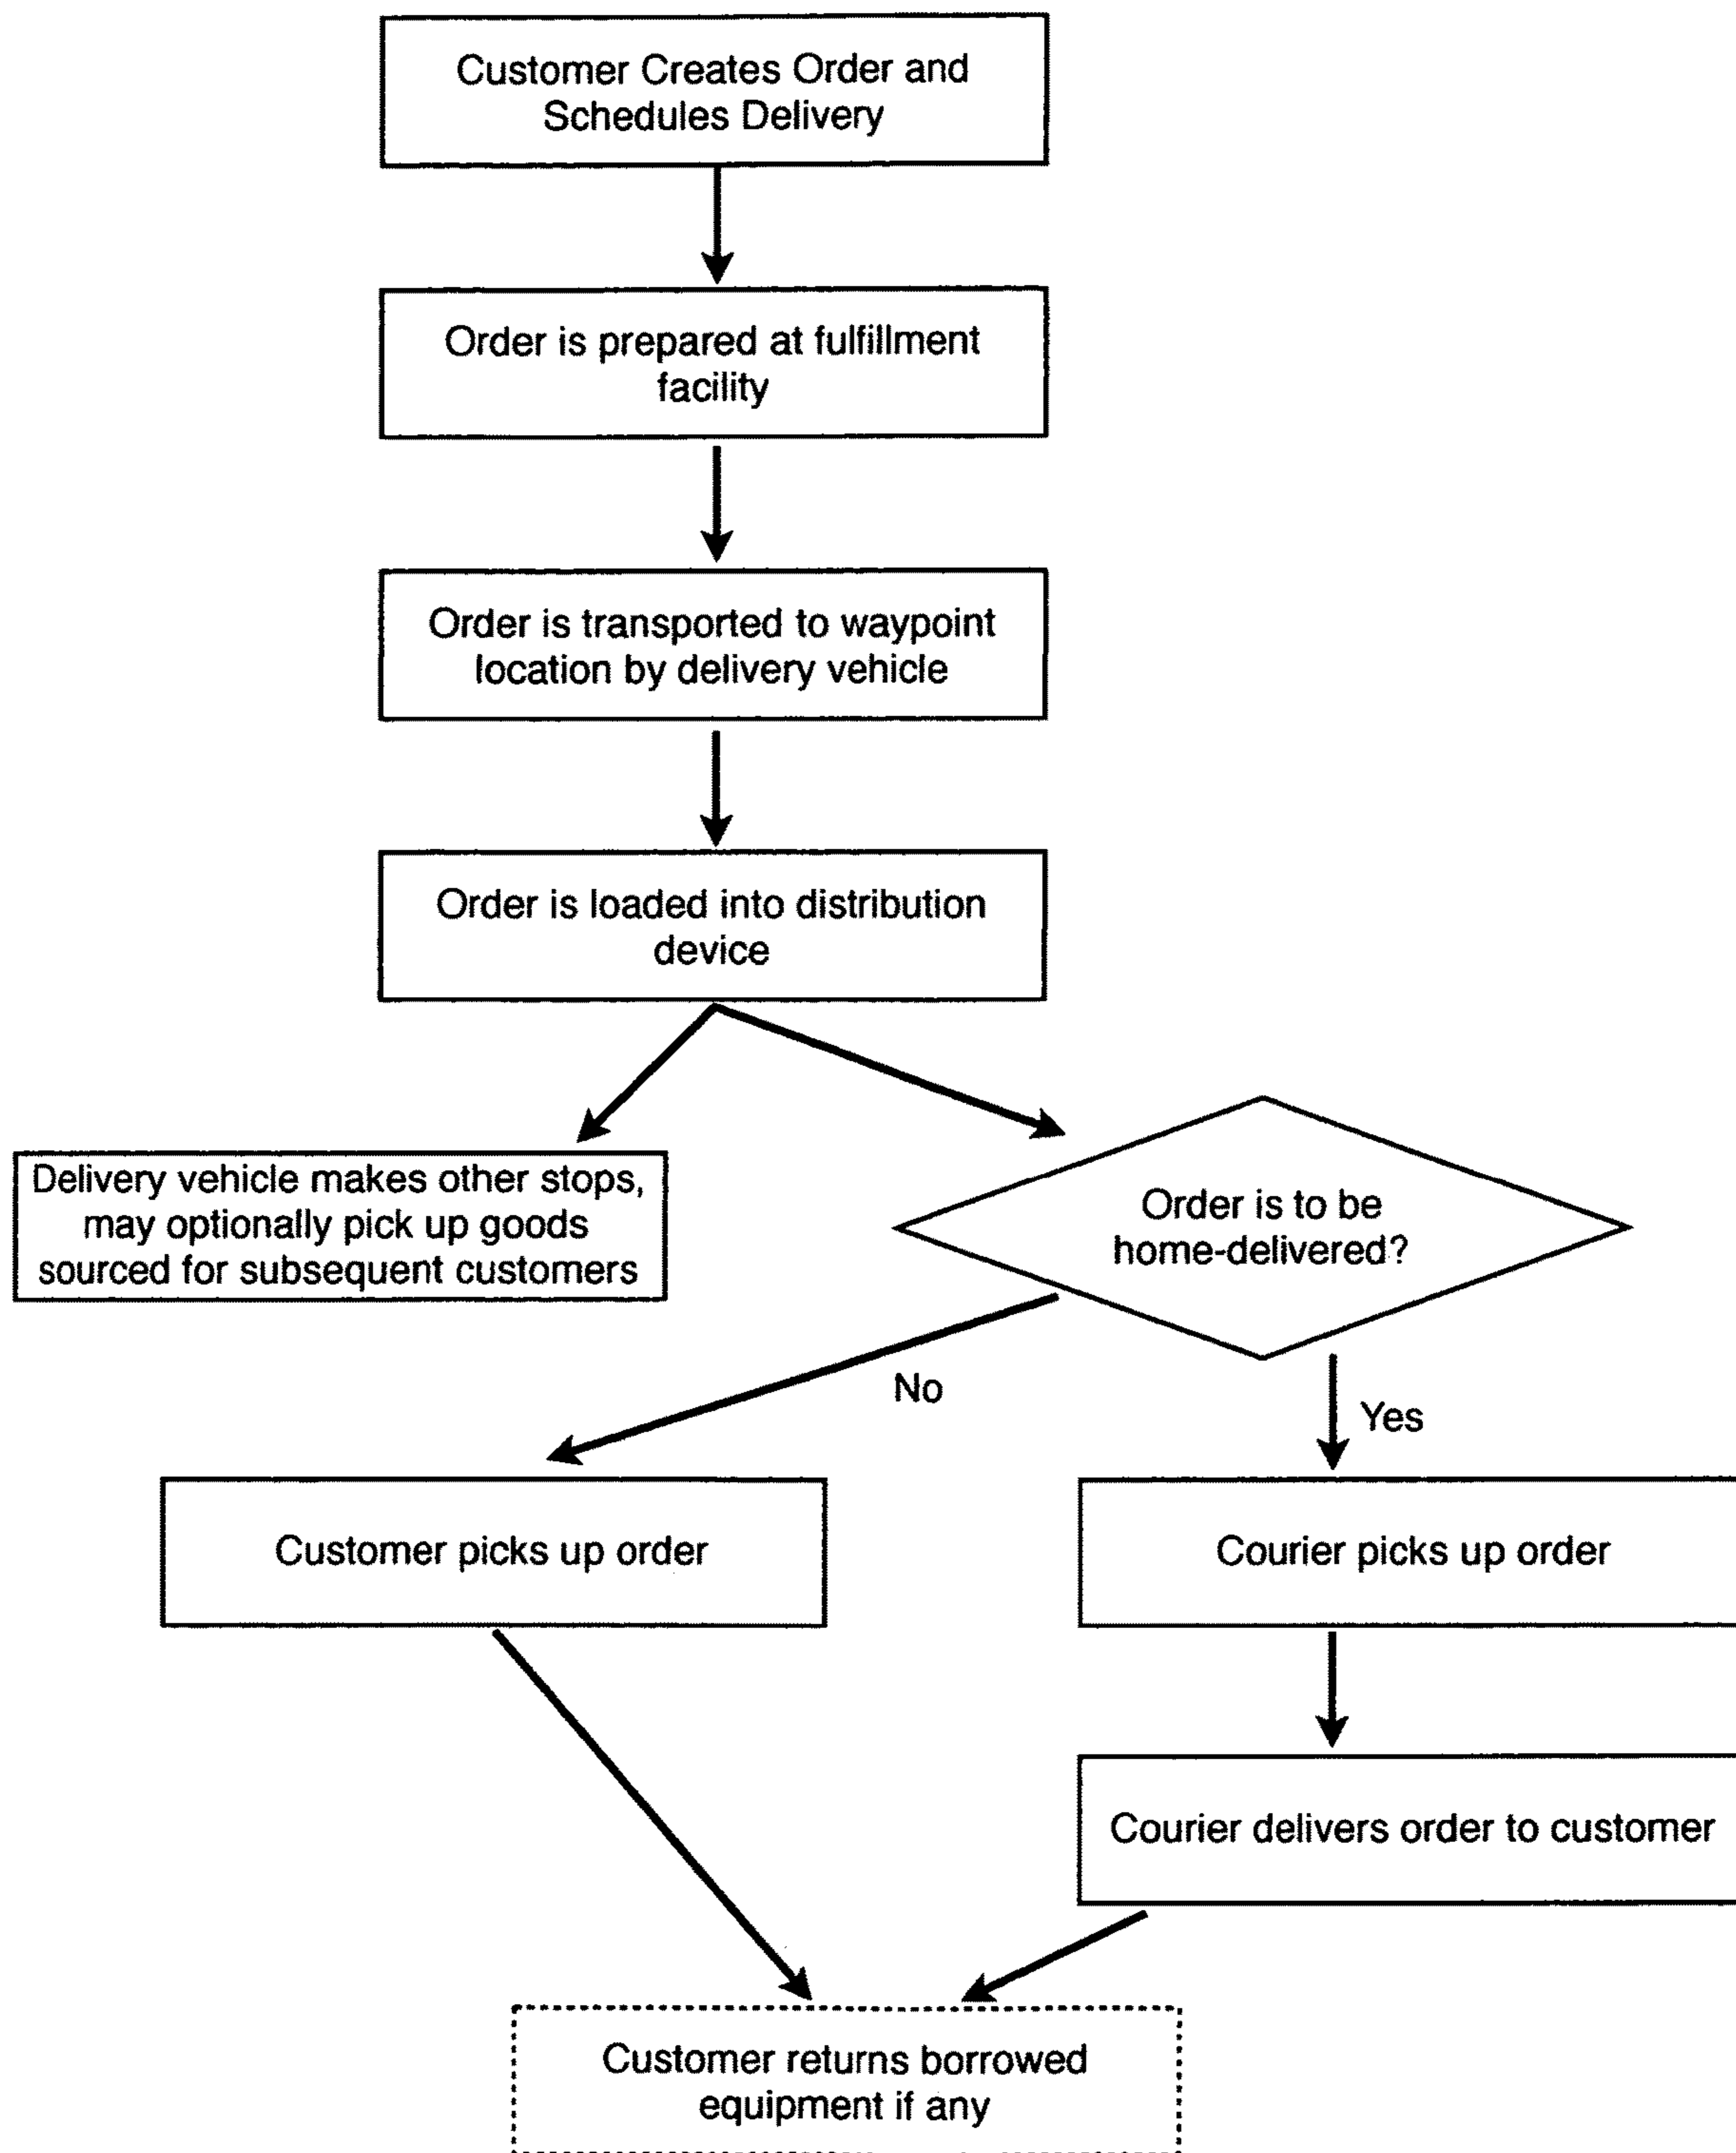 Customer Creates Order and
Schedules Delivery
Order is prepared at fulfillment
facility
Order is transported to waypoint
location by delivery vehicle
Order is loaded into distribution
device
Delivery vehicle makes other stops,
may optionally pick up goods
sourced for subsequent customers
Order is to be
home-delivered?
No
Yes
Customer picks up order
Courier picks up order
Courier delivers order to customer
Customer returns borrowed
equipment if any